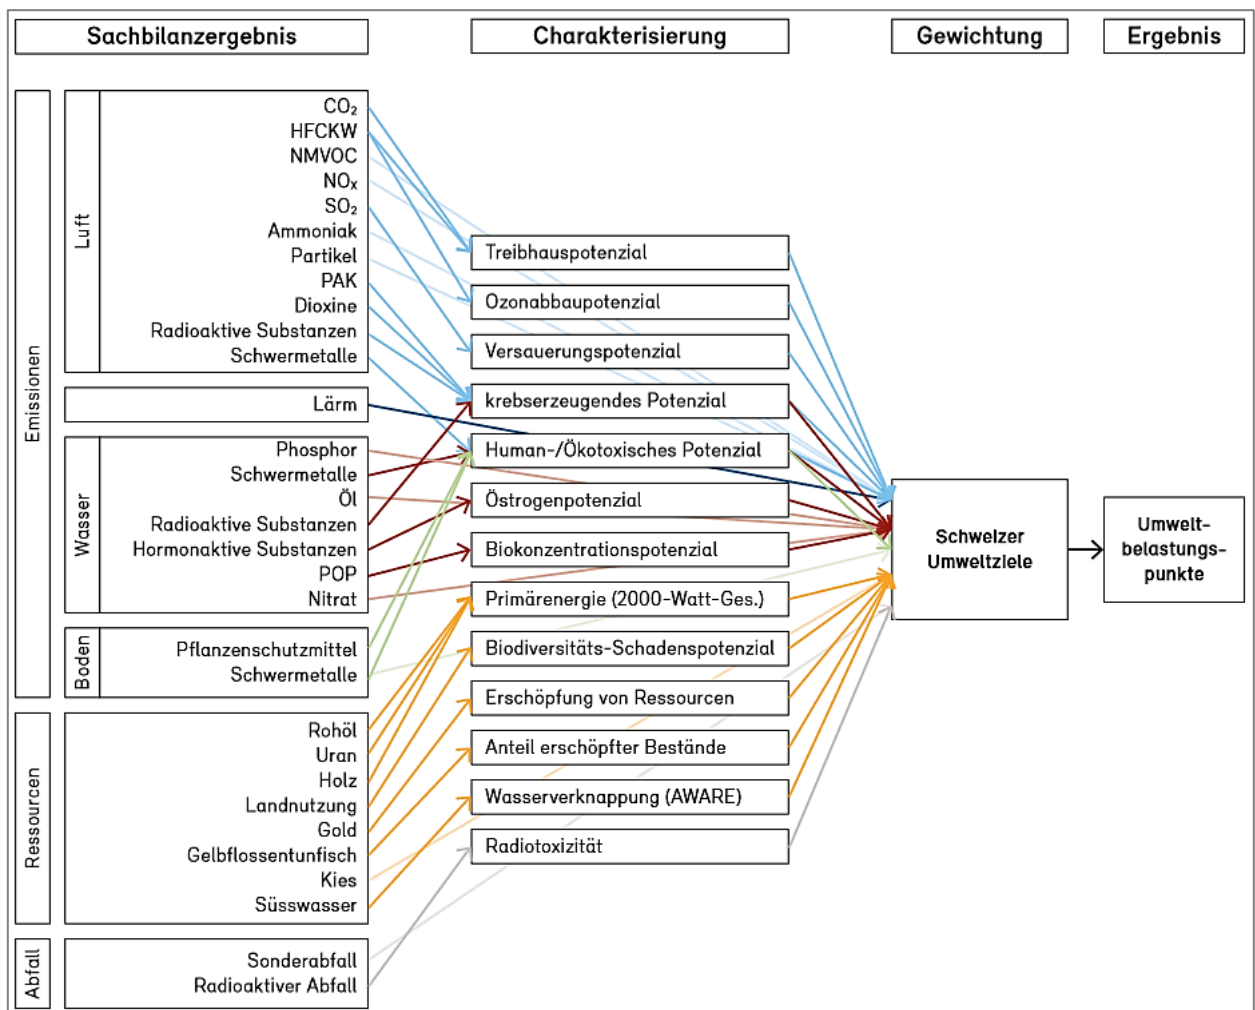 Sachbilanzergebnis
Charakterisierung
Gewichtung
Ergebnis
Emissionen
Luft
CO₂
HFCKW
NMVOC
NOₓ
SO₂
Ammoniak
Partikel
PAK
Dioxine
Radioaktive Substanzen
Schwermetalle
Lärm
Wasser
Phosphor
Schwermetalle
Öl
Radioaktive Substanzen
Hormonaktive Substanzen
POP
Nitrat
Boden
Pflanzenschutzmittel
Schwermetalle
Ressourcen
Rohöl
Uran
Holz
Landnutzung
Gold
Gelbflossentunfisch
Kies
Süsswasser
Abfall
Sonderabfall
Radioaktiver Abfall
Treibhauspotenzial
Ozonabbaupotenzial
Versauerungspotenzial
krebserzeugendes Potenzial
Human-/Ökotoxisches Potenzial
Östrogenpotenzial
Biokonzentrationspotenzial
Primärenergie (2000-Watt-Ges.)
Biodiversitäts-Schadenspotenzial
Erschöpfung von Ressourcen
Anteil erschöpfter Bestände
Wasserverknappung (AWARE)
Radiotoxizität
Schweizer
Umweltziele
Umwelt-
belastungs-
punkte